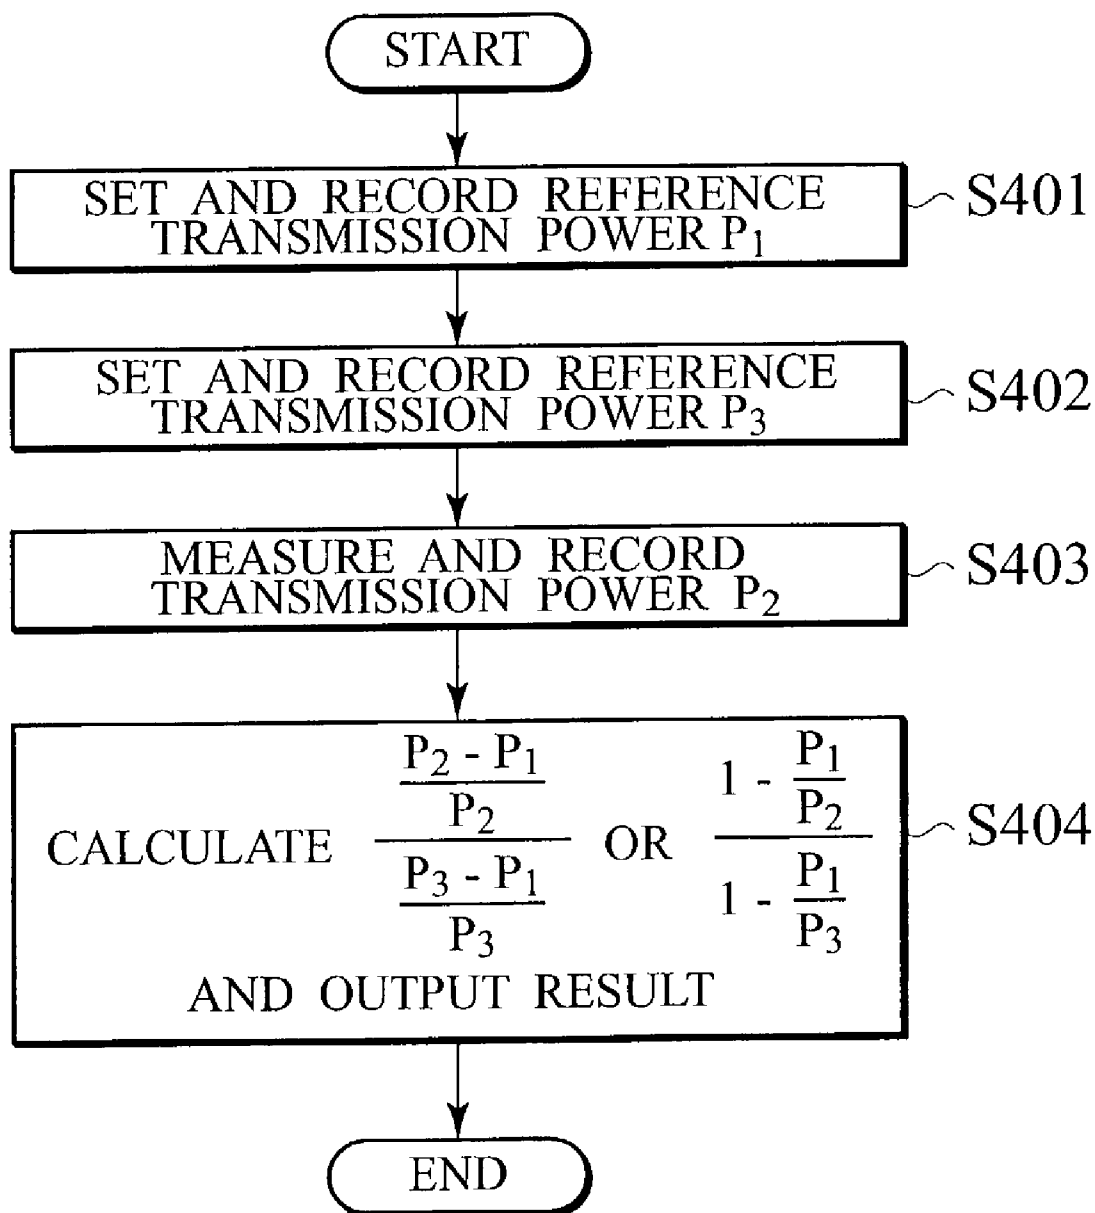 START
SET AND RECORD REFERENCE
TRANSMISSION POWER P1
S401
SET AND RECORD REFERENCE
TRANSMISSION POWER P3
S402
MEASURE AND RECORD
TRANSMISSION POWER P2
S403
CALCULATE
P2 - P1
P2
P3 - P1
P3
OR
1 - P1
P2
1 - P1
P3
AND OUTPUT RESULT
S404
END